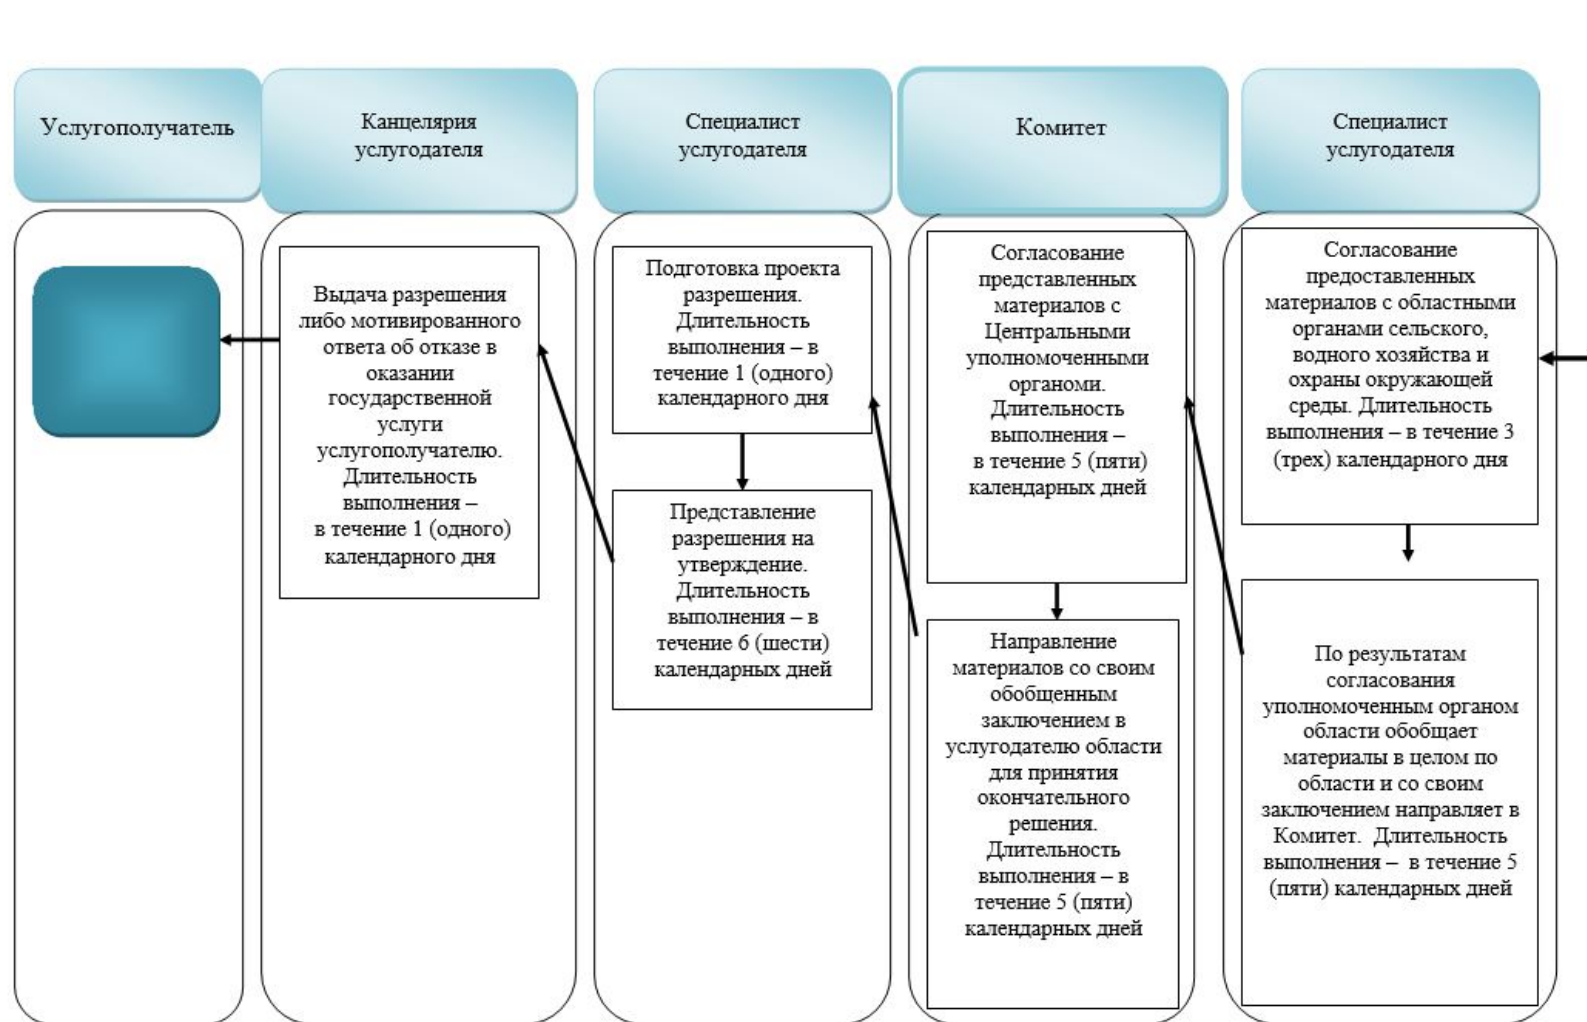 Услугополучатель
Канцелярия
услугодателя
Специалист
услугодателя
Комитет
Специалист
услугодателя
Выдача разрешения
либо мотивированного
ответа об отказе в
оказании
государственной
услуги
услугополучателю.
Длительность
выполнения –
в течение 1 (одного)
календарного дня
Подготовка проекта
разрешения.
Длительность
выполнения – в
течение 1 (одного)
календарного дня
Представление
разрешения на
утверждение.
Длительность
выполнения – в
течение 6 (шести)
календарных дней
Согласование
представленных
материалов с
Центральными
уполномоченными
органоми.
Длительность
выполнения –
в течение 5 (пяти)
календарных дней
Направление
материалов со своим
обобщенным
заключением в
услугодателю области
для принятия
окончательного
решения.
Длительность
выполнения – в
течение 5 (пяти)
календарных дней
Согласование
предоставленных
материалов с областными
органами сельского,
водного хозяйства и
охраны окружающей
среды. Длительность
выполнения – в течение 3
(трех) календарного дня
По результатам
согласования
уполномоченным органом
области обобщает
материалы в целом по
области и со своим
заключением направляет в
Комитет.  Длительность
выполнения –  в течение 5
(пяти) календарных дней